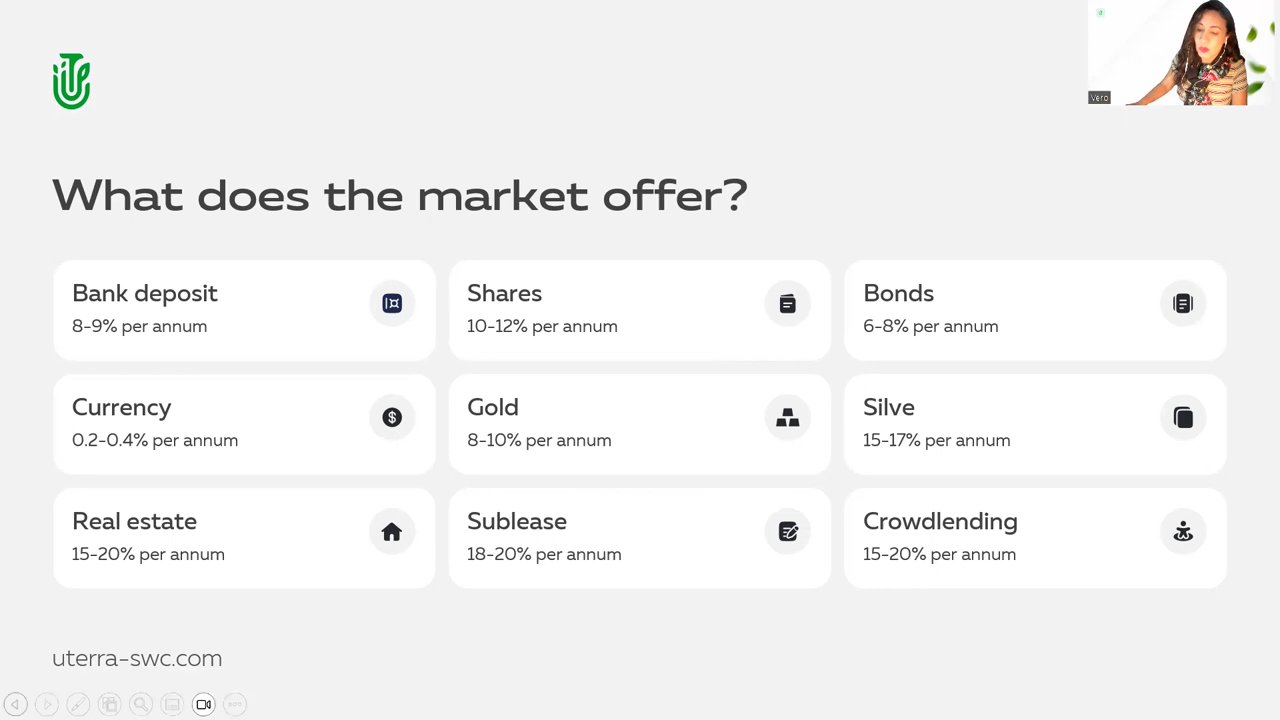 Vero
What does the market offer?
Bank deposit
8-9% per annum
Shares
10-12% per annum
Bonds
6-8% per annum
Currency
0.2-0.4% per annum
Gold
8-10% per annum
Silve
15-17% per annum
Real estate
15-20% per annum
Sublease
18-20% per annum
Crowdlending
15-20% per annum
uterra-swc.com